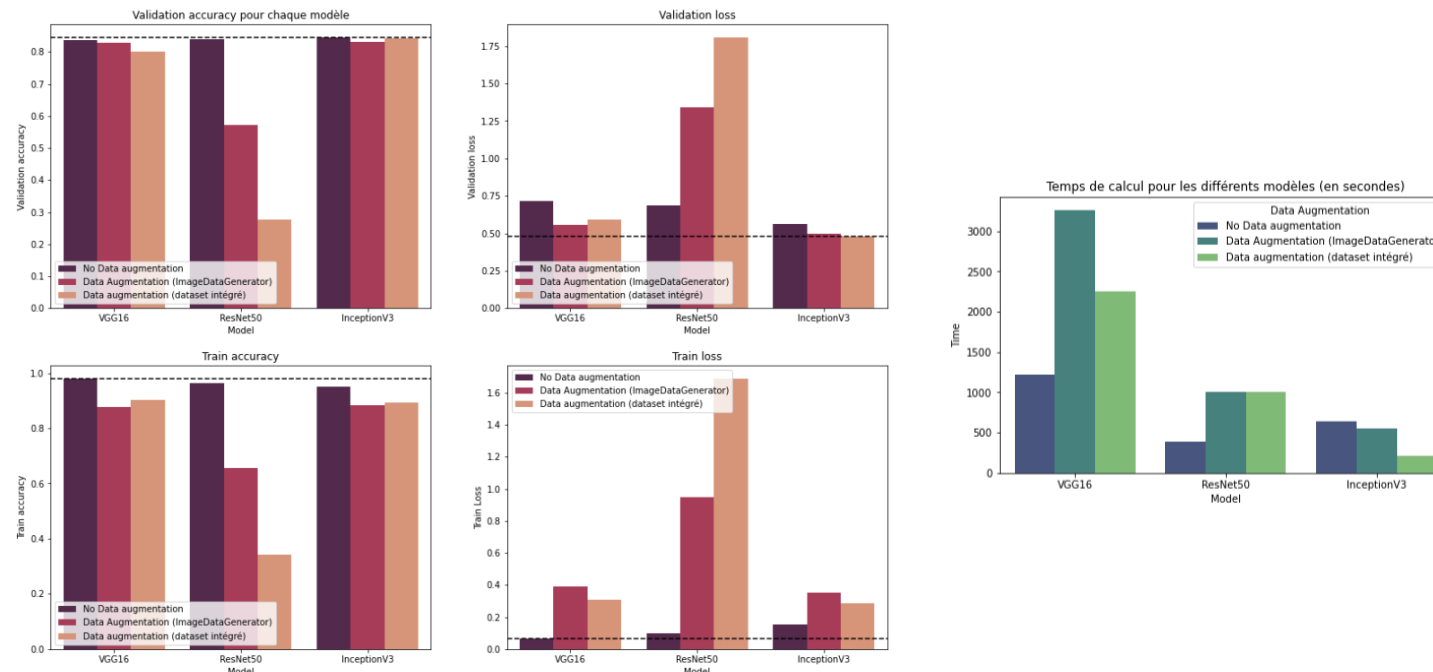 Validation accuracy pour chaque modèle
Validation accuracy
0.8
0.7
0.6
0.5
0.4
0.3
0.2
0.1
0.0
No Data augmentation
Data Augmentation (ImageDataGenerator)
Data augmentation (dataset intégré)
VGG16 ResNet50 InceptionV3
Model
Validation loss
Validation loss
1.75
1.50
1.25
1.00
0.75
0.50
0.25
0.00
No Data augmentation
Data Augmentation (ImageDataGenerator)
Data augmentation (dataset intégré)
VGG16 ResNet50 InceptionV3
Model
Train accuracy
Train accuracy
1.0
0.8
0.6
0.4
0.2
0.0
No Data augmentation
Data Augmentation (ImageDataGenerator)
Data augmentation (dataset intégré)
VGG16 ResNet50 InceptionV3
Model
Train loss
Train Loss
No Data augmentation
Data Augmentation (ImageDataGenerator)
Data augmentation (dataset intégré)
1.6
1.4
1.2
1.0
0.8
0.6
0.4
0.2
0.0
VGG16 ResNet50 InceptionV3
Model
Temps de calcul pour les différents modèles (en secondes)
Data Augmentation
No Data augmentation
Data Augmentation (ImageDataGenerato
Data augmentation (dataset intégré)
Time
3000
2500
2000
1500
1000
500
0
VGG16 ResNet50 InceptionV3
Model